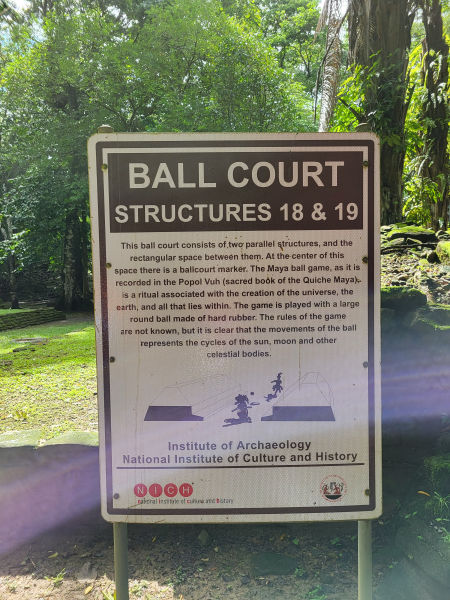 BALL COURT
STRUCTURES 18 & 19
This ball court consists of two parallel structures, and the
rectangular space between them. At the center of this
space there is a ballcourt marker. The Maya ball game, as it is
recorded in the Popol Vuh (sacred book of the Quiche Maya),
is a ritual associated with the creation of the universe, the
earth, and all that lies within. The game is played with a large
round ball made of hard rubber. The rules of the game
are not known, but it is clear that the movements of the ball
represents the cycles of the sun, moon and other
celestial bodies.
Institute of Archaeology
National Institute of Culture and History
NICH
national institute of culture and history